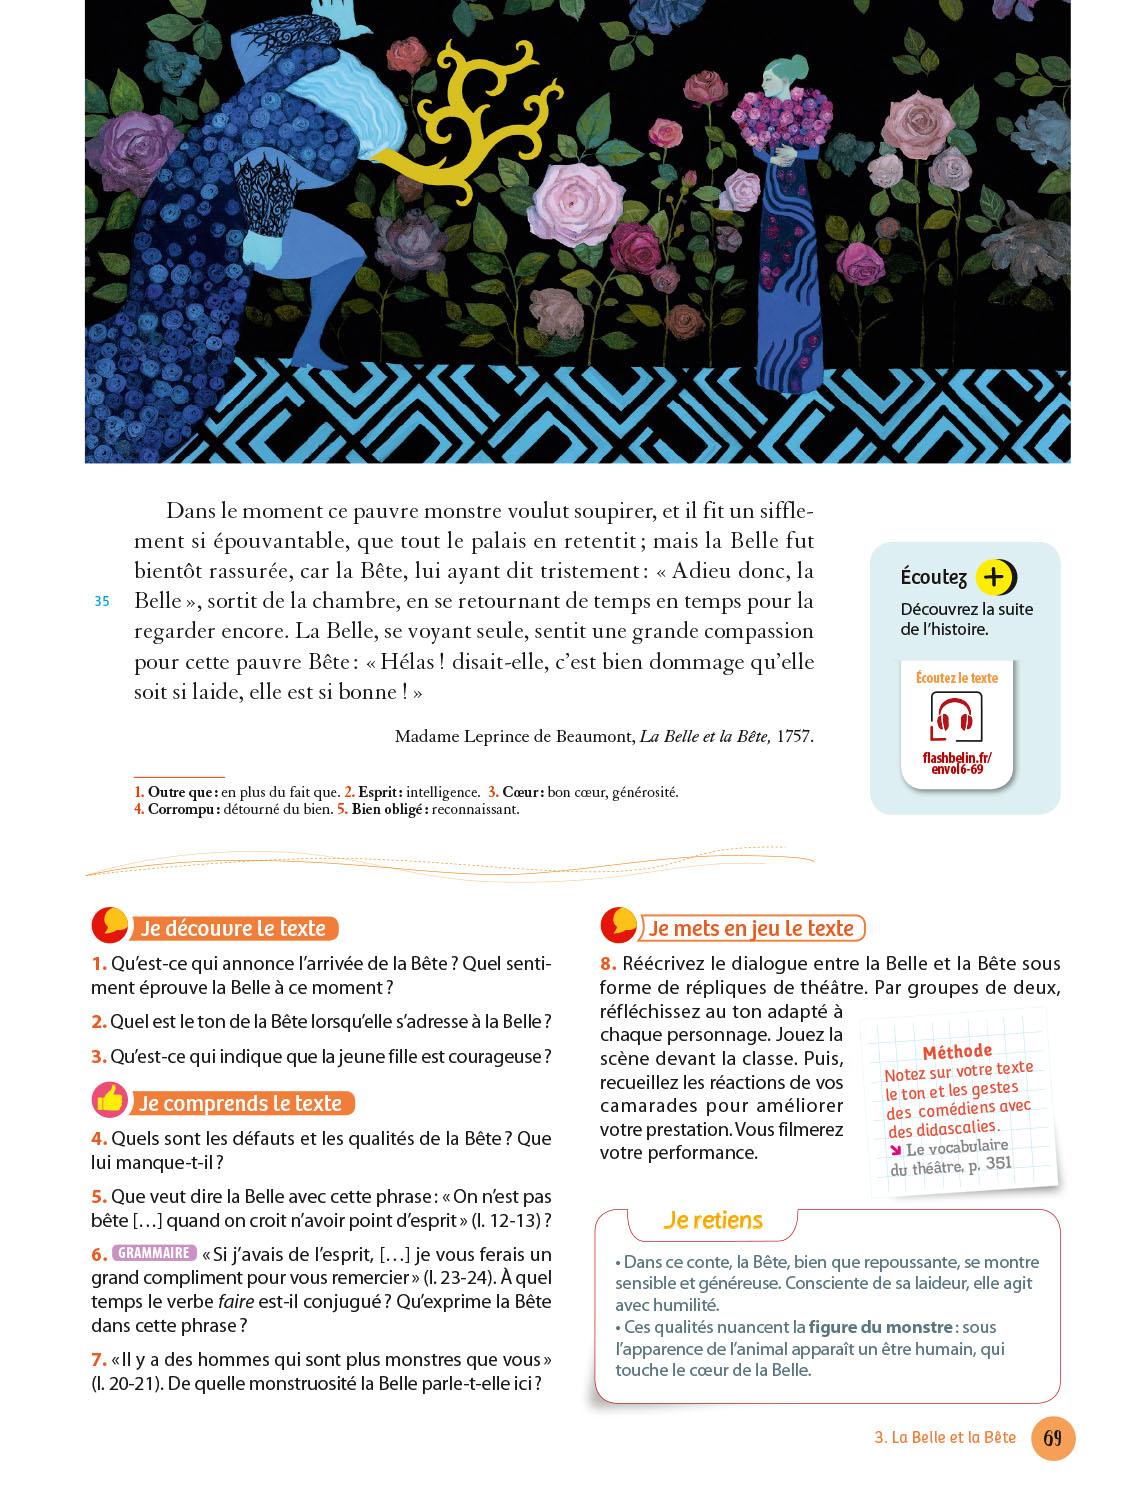 Dans le moment ce pauvre monstre voulut soupirer, et il fit un siffle-
ment si épouvantable, que tout le palais en retentit ; mais la Belle fut
bientôt rassurée, car la Bête, lui ayant dit tristement : « Adieu donc, la
35 Belle », sortit de la chambre, en se retournant de temps en temps pour la
regarder encore. La Belle, se voyant seule, sentit une grande compassion
pour cette pauvre Bête : « Hélas ! disait-elle, c'est bien dommage qu'elle
soit si laide, elle est si bonne ! »
Madame Leprince de Beaumont, La Belle et la Bête, 1757.
1. Outre que : en plus du fait que. 2. Esprit : intelligence. 3. Cœur : bon cœur, générosité.
4. Corrompu : détourné du bien. 5. Bien obligé : reconnaissant.
Écoutez +
Découvrez la suite
de l'histoire.
Écoutez le texte
flashbelin.fr/
envol6-69
Je découvre le texte
1. Qu'est-ce qui annonce l'arrivée de la Bête ? Quel senti-
ment éprouve la Belle à ce moment ?
2. Quel est le ton de la Bête lorsqu'elle s'adresse à la Belle ?
3. Qu'est-ce qui indique que la jeune fille est courageuse ?
Je comprends le texte
4. Quels sont les défauts et les qualités de la Bête ? Que
lui manque-t-il ?
5. Que veut dire la Belle avec cette phrase : « On n'est pas
bête […] quand on croit n'avoir point d'esprit » (l. 12-13) ?
6. GRAMMAIRE « Si j'avais de l'esprit, […] je vous ferais un
grand compliment pour vous remercier » (l. 23-24). À quel
temps le verbe faire est-il conjugué ? Qu'exprime la Bête
dans cette phrase ?
7. « Il y a des hommes qui sont plus monstres que vous »
(l. 20-21). De quelle monstruosité la Belle parle-t-elle ici ?
Je mets en jeu le texte
8. Réécrivez le dialogue entre la Belle et la Bête sous
forme de répliques de théâtre. Par groupes de deux,
réfléchissez au ton adapté à
chaque personnage. Jouez la
scène devant la classe. Puis,
recueillez les réactions de vos
camarades pour améliorer
votre prestation. Vous filmerez
votre performance.
Méthode
Notez sur votre texte
le ton et les gestes
des comédiens avec
des didascalies.
Le vocabulaire
du théâtre, p. 351
Je retiens
• Dans ce conte, la Bête, bien que repoussante, se montre
sensible et généreuse. Consciente de sa laideur, elle agit
avec humilité.
• Ces qualités nuancent la figure du monstre : sous
l'apparence de l'animal apparaît un être humain, qui
touche le cœur de la Belle.
3. La Belle et la Bête 69